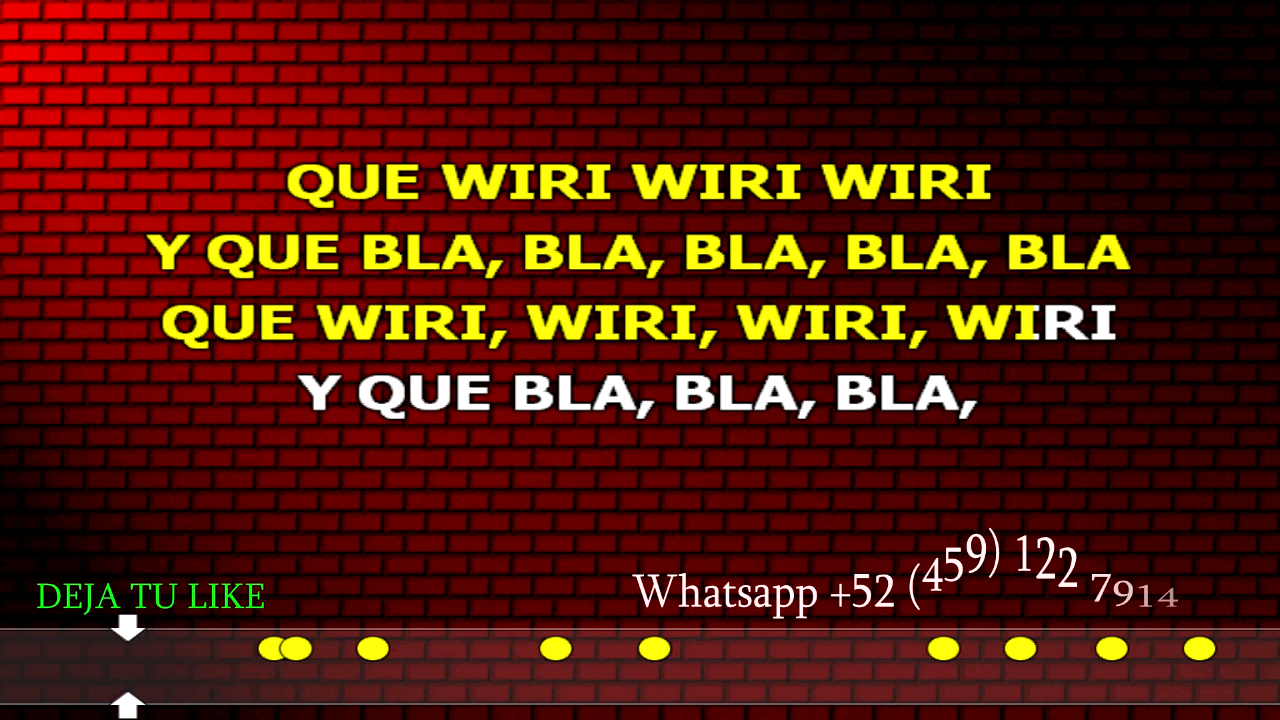 QUE WIRI WIRI WIRI
Y QUE BLA, BLA, BLA, BLA, BLA
QUE WIRI, WIRI, WIRI, WIRI
Y QUE BLA, BLA, BLA,
DEJA TU LIKE
Whatsapp +52 (459) 122 7914